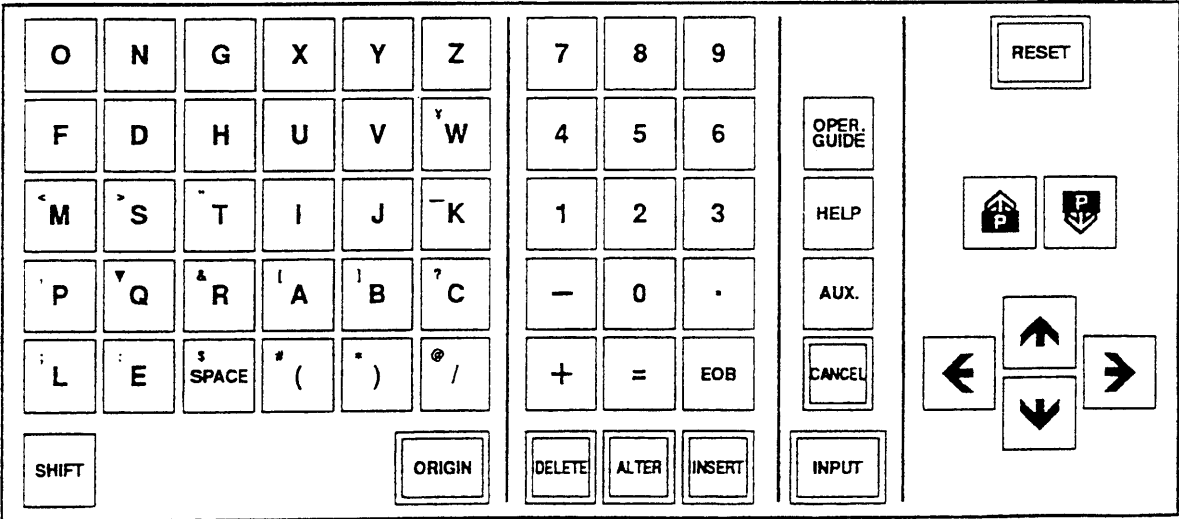 O N G X Y Z 7 8 9 RESET
F D H U V ¥ W 4 5 6 OPER. GUIDE
< M > S " T I J — K 1 2 3 HELP P P
' P ▼ Q & R [ A ] B ? C - 0 . AUX.
; L : E $ SPACE # ( * ) @ / + = EOB CANCEL
SHIFT ORIGIN DELETE ALTER INSERT INPUT